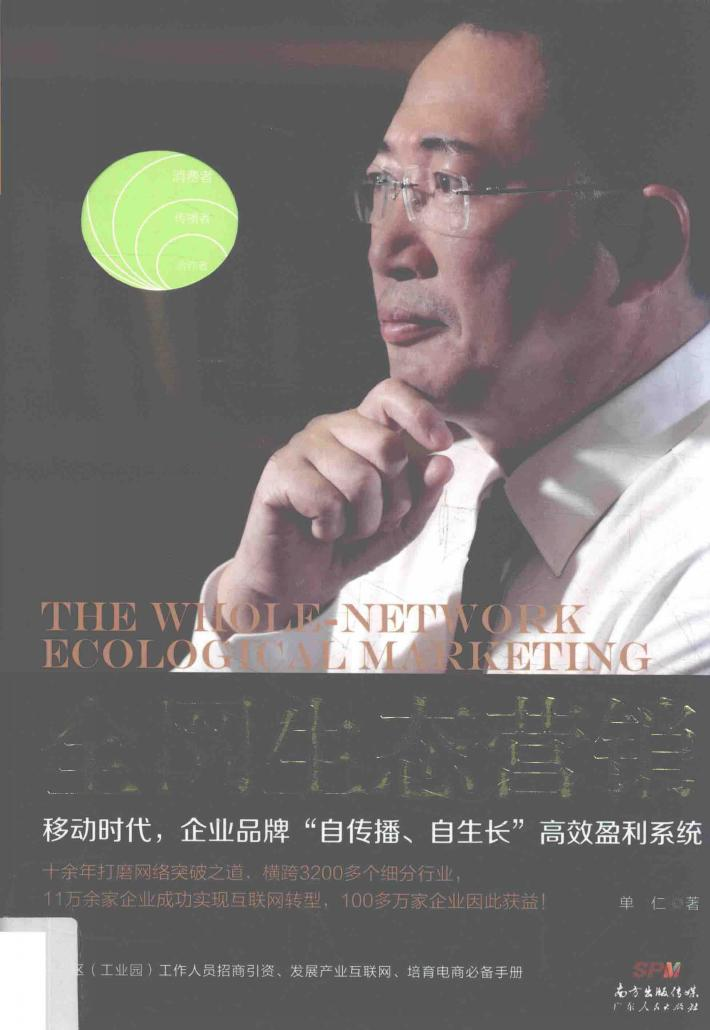 消费者
传销者
合作者
THE WHOLE-NETWORK
ECOLOGICAL MARKETING
全网生态营销
移动时代，企业品牌“自传播、自生长”高效盈利系统
十余年打磨网络突破之道，横跨3200多个细分行业，
11万余家企业成功实现互联网转型，100多万家企业因此获益！
单 仁◎著
区（工业园）工作人员招商引资、发展产业互联网、培育电商必备手册
SPM
南方出版传媒
广东人民出版社